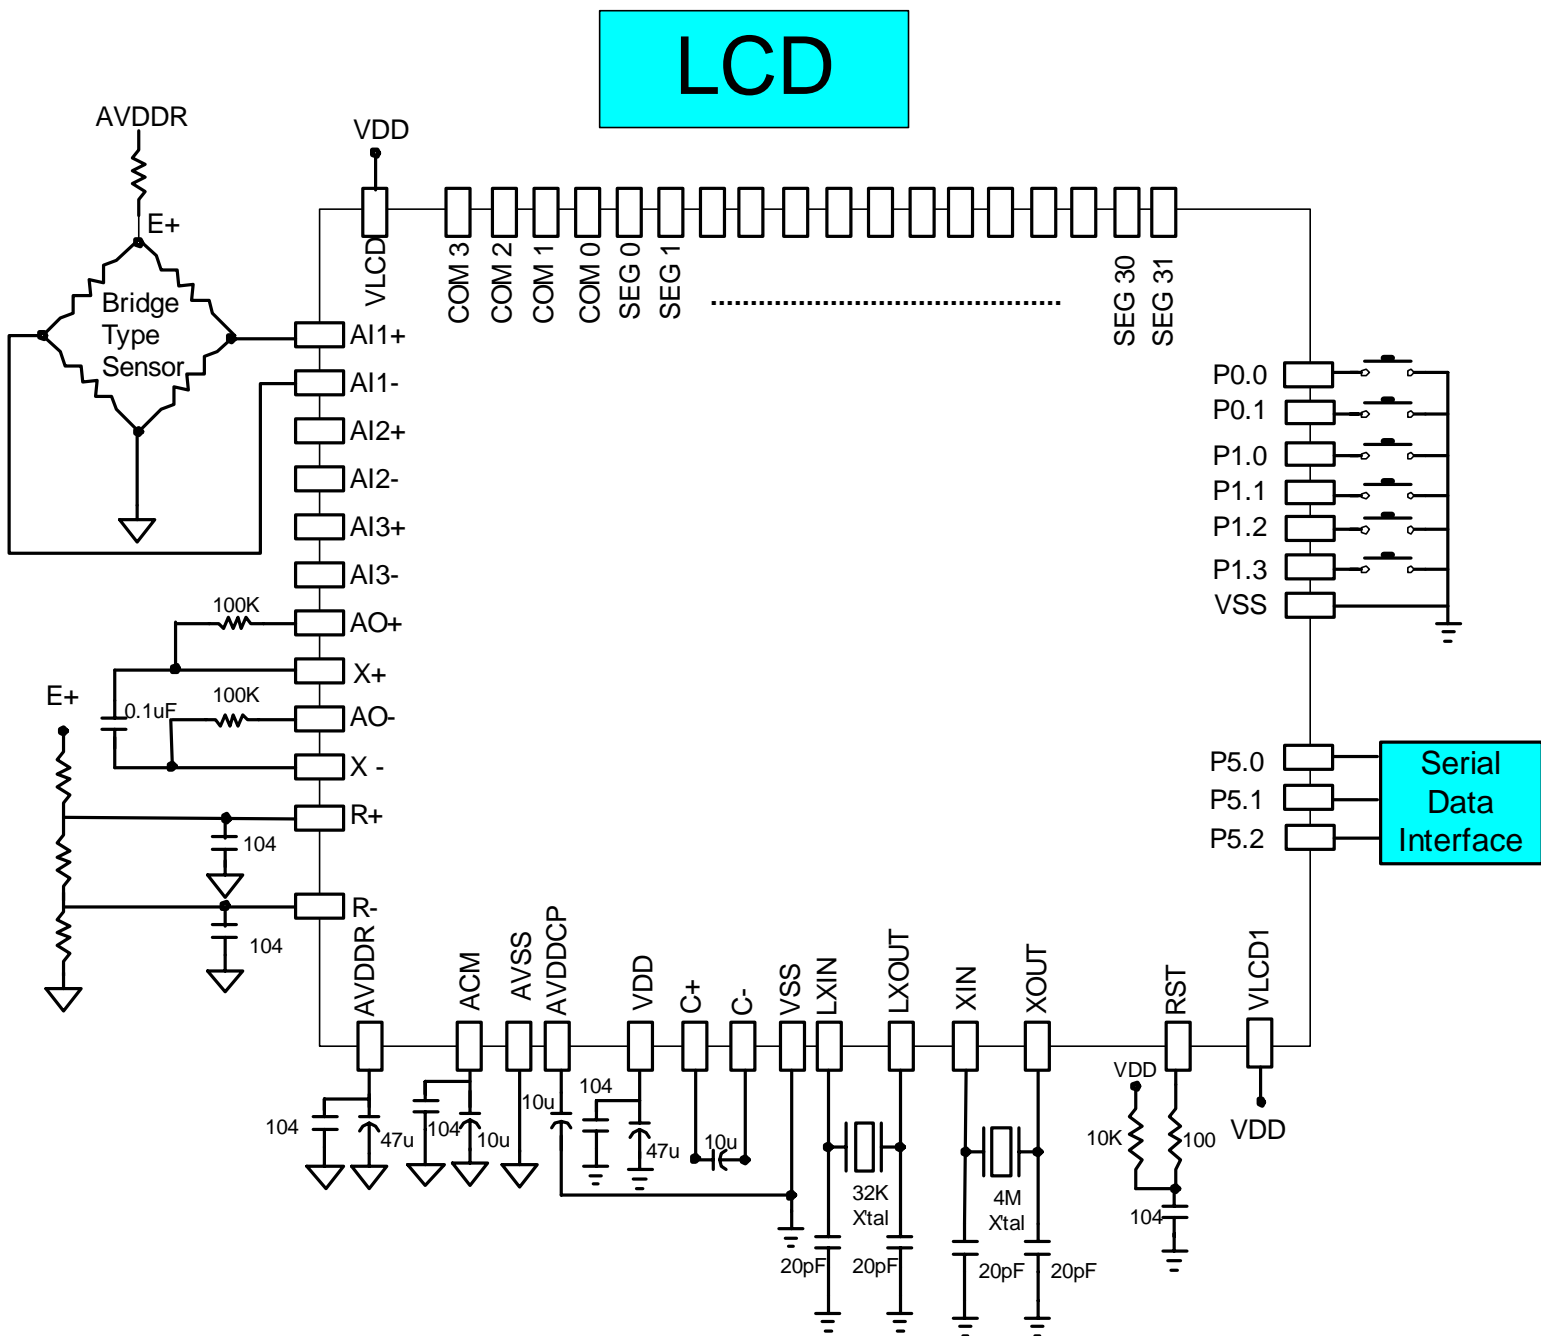 LCD
AVDDR
VDD
E+
Bridge
Type
Sensor
VLCD
COM 3
COM 2
COM 1
COM 0
SEG 0
SEG 1
SEG 30
SEG 31
AI1+
AI1-
AI2+
AI2-
AI3+
AI3-
100K
AO+
X+
E+
0.1uF
100K
AO-
X -
R+
104
R-
104
P0.0
P0.1
P1.0
P1.1
P1.2
P1.3
VSS
P5.0
P5.1
P5.2
Serial
Data
Interface
AVDDR
ACM
AVSS
AVDDCP
VDD
C+
C-
VSS
LXIN
LXOUT
XIN
XOUT
RST
VLCD1
104
47u
104
10u
10u
104
47u
10u
32K
X'tal
20pF
20pF
4M
X'tal
20pF
20pF
VDD
10K
100
104
VDD